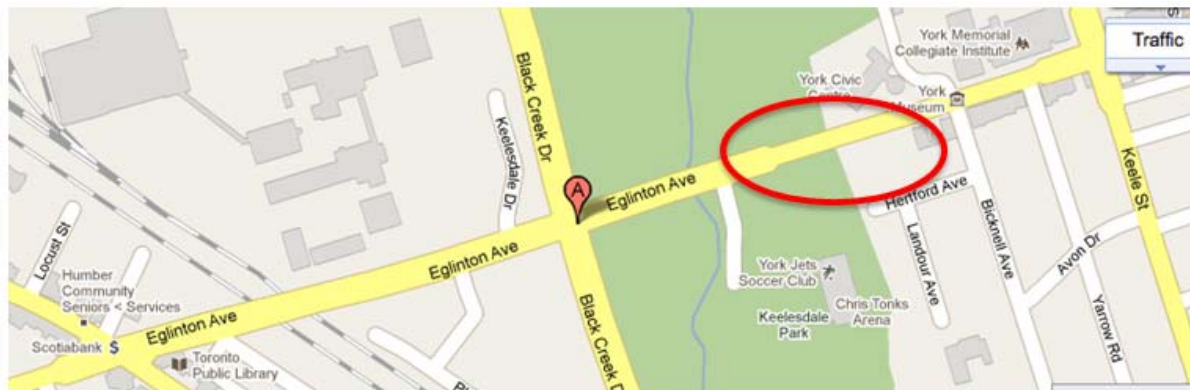 York Memorial
Collegiate Institute
Traffic
York Civic
Centre
York
Museum
Black Creek Dr
Keelesdale Dr
A
Eglinton Ave
Keele St
Hertford Ave
Bicknell Ave
Landour Ave
Avon Dr
Yarrow Rd
Locust St
Eglinton Ave
Humber
Community
Seniors < Services
Eglinton Ave
Scotiabank $
Toronto
Public Library
Black Creek D
York Jets
Soccer Club
Chris Tonks
Arena
Keelesdale
Park